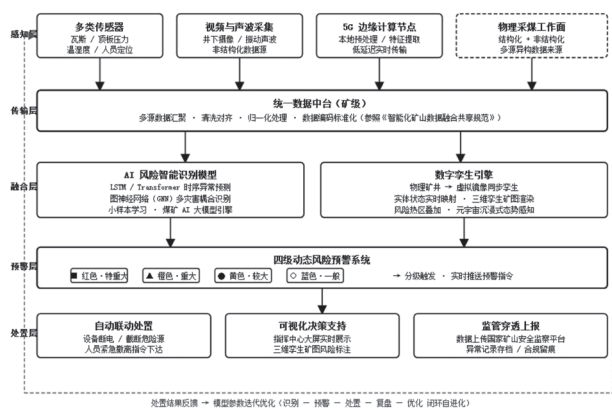 感知层
多类传感器
瓦斯 / 顶板压力
温湿度 / 人员定位
视频与声波采集
井下摄像 / 振动声波
非结构化数据源
5G 边缘计算节点
本地预处理 / 特征提取
低延迟实时传输
物理采煤工作面
结构化 + 非结构化
多源异构数据来源
传输层
统一数据中台（矿级）
多源数据汇聚 · 清洗对齐 · 归一化处理 · 数据编码标准化（参照《智能化矿山数据融合共享规范》）
融合层
AI 风险智能识别模型
LSTM / Transformer 时序异常预测
图神经网络 (GNN) 多灾害耦合识别
小样本学习 · 煤矿 AI 大模型引擎
数字孪生引擎
物理矿井 → 虚拟镜像同步孪生
实体状态实时映射 · 三维孪生矿图渲染
风险热区叠加 · 元宇宙沉浸式态势感知
预警层
四级动态风险预警系统
■ 红色·特重大
▲ 橙色·重大
● 黄色·较大
◇ 蓝色·一般
→ 分级触发 · 实时推送预警指令
处置层
自动联动处置
设备断电 / 截断危险源
人员紧急撤离指令下达
可视化决策支持
指挥中心大屏实时展示
三维孪生矿图风险标注
监管穿透上报
数据上传国家矿山安全监察平台
异常记录存档 / 合规留痕
处置结果反馈 → 模型参数迭代优化（识别 — 预警 — 处置 — 复盘 — 优化 闭环自进化）